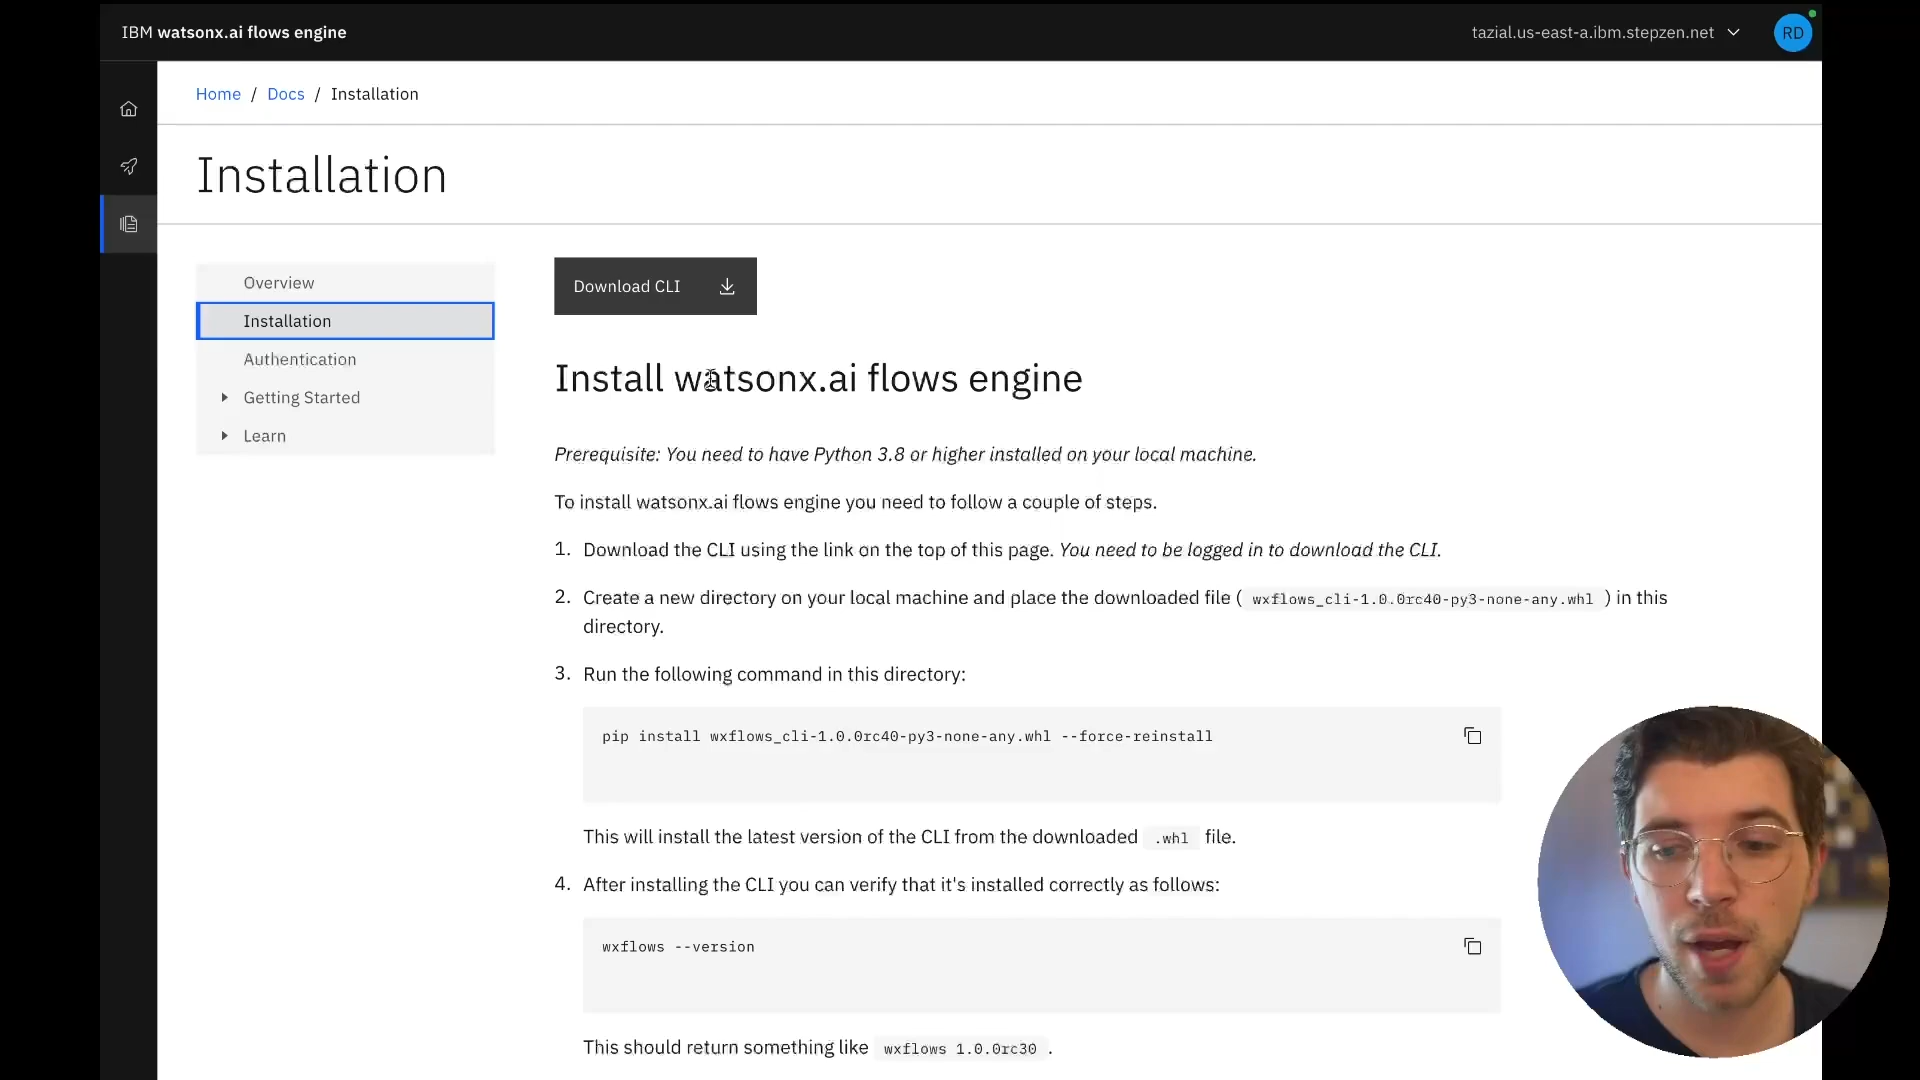 IBM watsonx.ai flows engine
tazial.us-east-a.ibm.stepzen.net
RD
Home / Docs / Installation
Installation
Overview
Installation
Authentication
Getting Started
Learn
Download CLI
Install watsonx.ai flows engine
Prerequisite: You need to have Python 3.8 or higher installed on your local machine.
To install watsonx.ai flows engine you need to follow a couple of steps.
1. Download the CLI using the link on the top of this page. You need to be logged in to download the CLI.
2. Create a new directory on your local machine and place the downloaded file ( wxflows_cli-1.0.0rc40-py3-none-any.whl ) in this
directory.
3. Run the following command in this directory:
pip install wxflows_cli-1.0.0rc40-py3-none-any.whl --force-reinstall
This will install the latest version of the CLI from the downloaded .whl file.
4. After installing the CLI you can verify that it's installed correctly as follows:
wxflows --version
This should return something like wxflows 1.0.0rc30 .